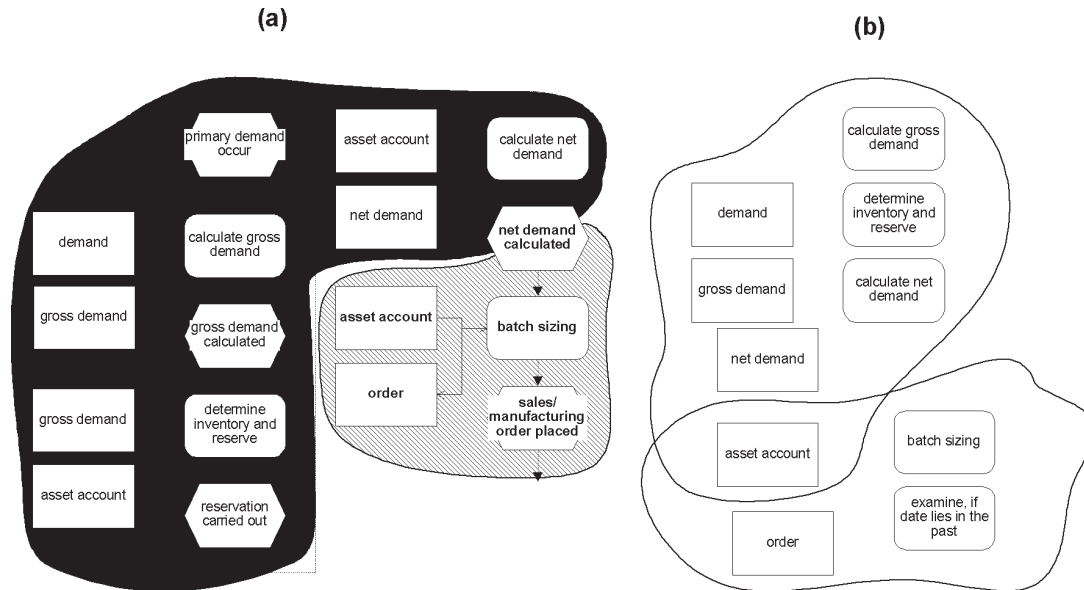 (a)
primary demand
occur
asset account
calculate net
demand
net demand
net demand
calculated
demand
calculate gross
demand
gross demand
gross demand
calculated
asset account
batch sizing
order
sales/
manufacturing
order placed
gross demand
determine
inventory and
reserve
asset account
reservation
carried out
(b)
calculate gross
demand
demand
determine
inventory and
reserve
gross demand
calculate net
demand
net demand
asset account
batch sizing
order
examine, if
date lies in the
past